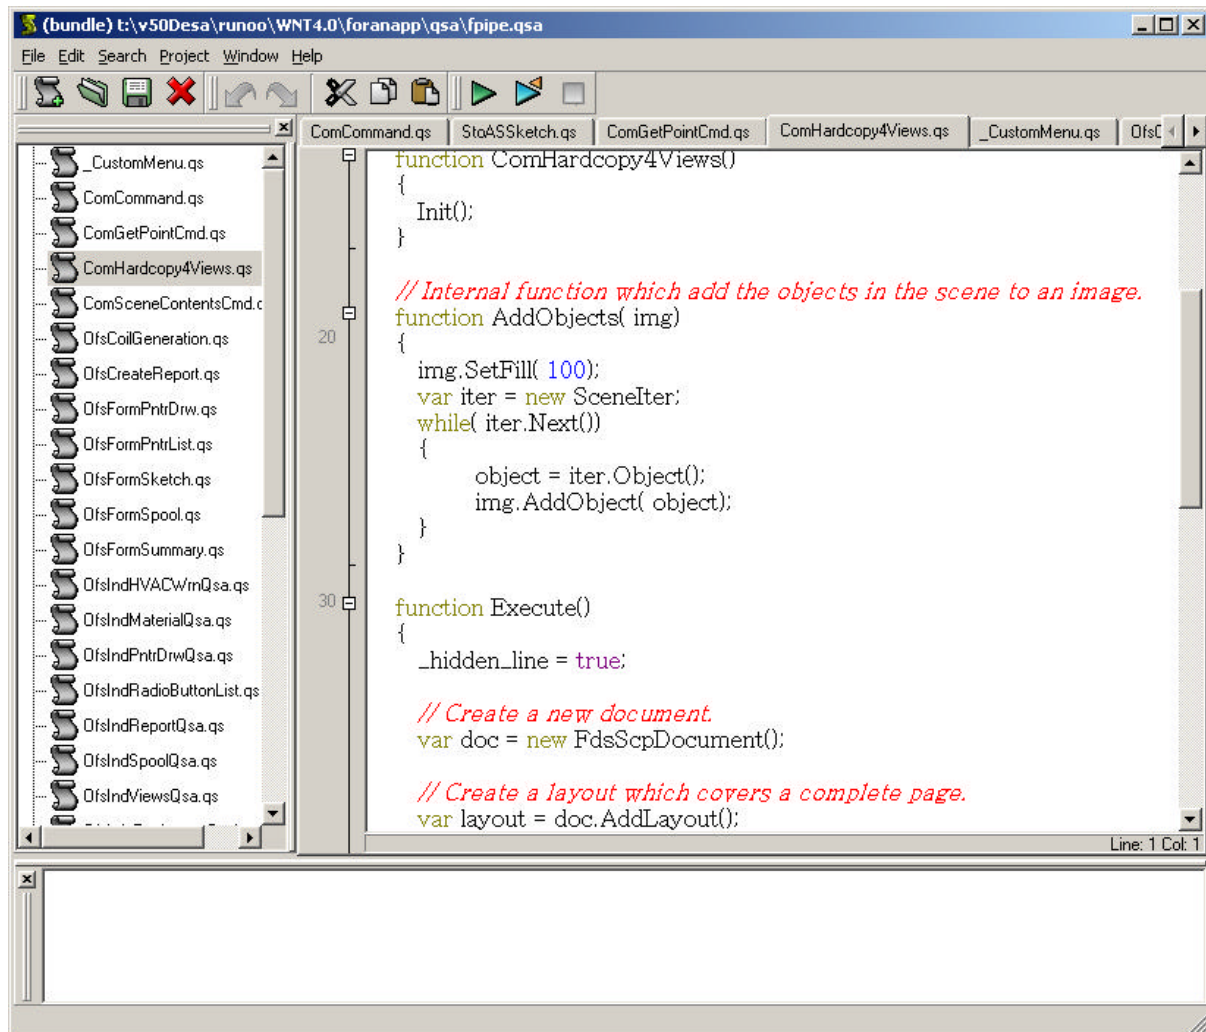 (bundle) t:\v50Desa\runoo\WNT4.0\foranapp\qsa\fpipe.qsa
File Edit Search Project Window Help
ComCommand.qs StoASSketch.qs ComGetPointCmd.qs ComHardcopy4Views.qs _CustomMenu.qs
_CustomMenu.qs
ComCommand.qs
ComGetPointCmd.qs
ComHardcopy4Views.qs
ComSceneContentsCmd.
OfsCoilGeneration.qs
OfsCreateReport.qs
OfsFormPntrDrw.qs
OfsFormPntrList.qs
OfsFormSketch.qs
OfsFormSpool.qs
OfsFormSummary.qs
OfsIndHVACWrnQsa.qs
OfsIndMaterialQsa.qs
OfsIndPntrDrwQsa.qs
OfsIndRadioButtonList.qs
OfsIndReportQsa.qs
OfsIndSpoolQsa.qs
OfsIndViewsQsa.qs
function ComHardcopy4Views()
{
Init();
}
// Internal function which add the objects in the scene to an image.
function AddObjects( img)
20 {
img.SetFill( 100);
var iter = new SceneIter;
while( iter.Next())
{
object = iter.Object();
img.AddObject( object);
}
}
30 function Execute()
{
_hidden_line = true;
// Create a new document.
var doc = new FdsScpDocument();
// Create a layout which covers a complete page.
var layout = doc.AddLayout();
Line: 1 Col: 1